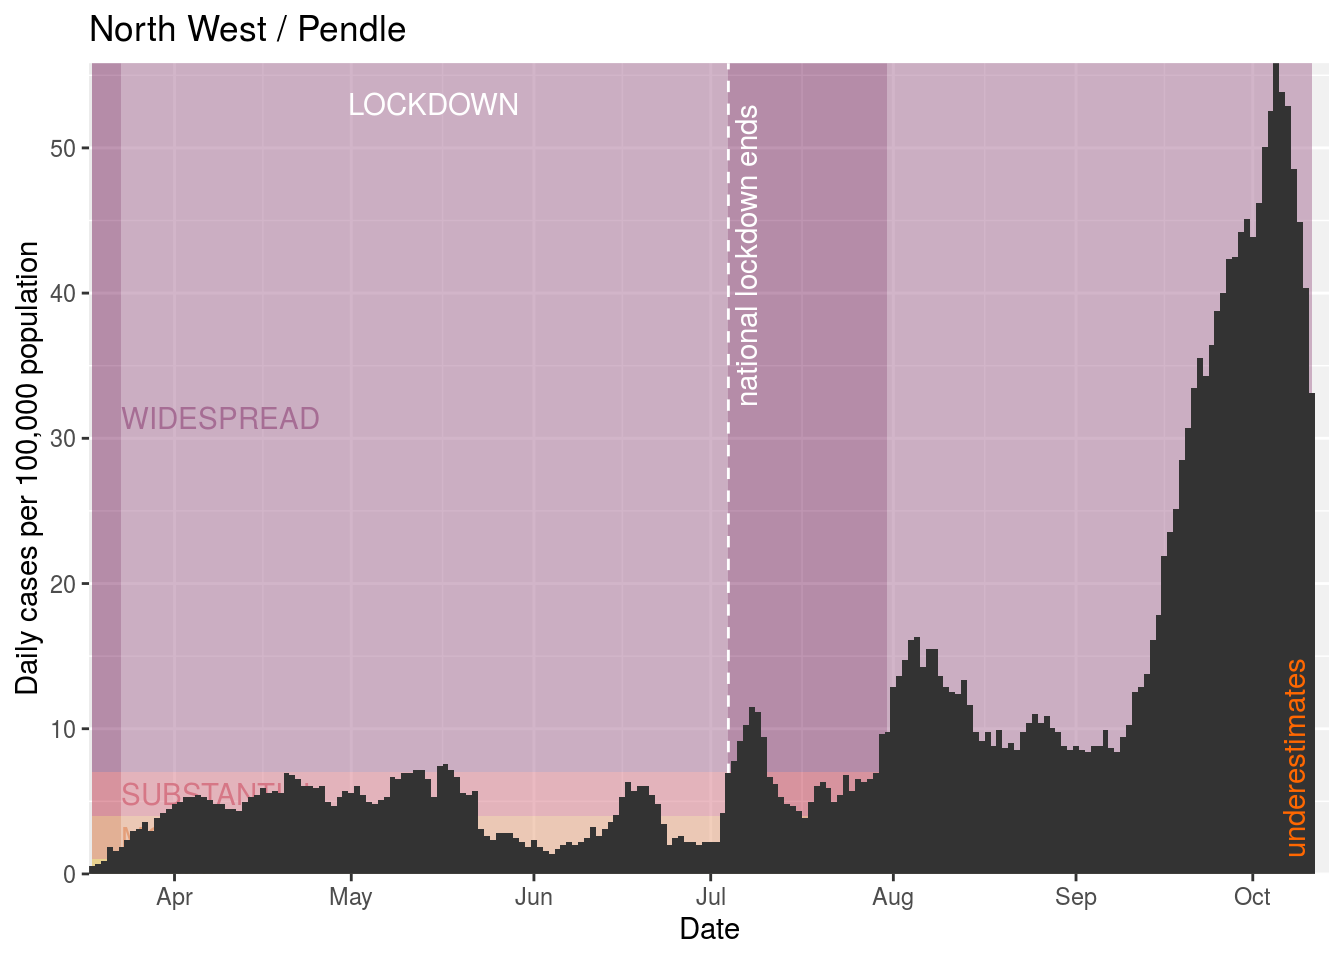 North West / Pendle
LOCKDOWN
national lockdown ends
WIDESPREAD
underestimates
Daily cases per 100,000 population
50
40
30
20
10
0
Apr
May
Jun
Jul
Aug
Sep
Oct
Date